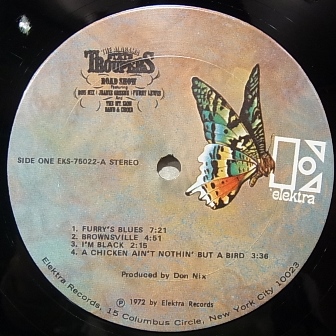 THE ALABAMA STATE
TROUPERS
ROAD SHOW
Featuring
DON NIX • JEANIE GREENE • FURRY LEWIS
And
THE MT. ZION
BAND & CHOIR
SIDE ONE EKS-75022-A STEREO
elektra
1. FURRY'S BLUES 7:21
2. BROWNSVILLE 4:51
3. I'M BLACK 2:15
4. A CHICKEN AIN'T NOTHIN' BUT A BIRD 3:36
Produced by Don Nix
℗ 1972 by Elektra Records
Elektra Records, 15 Columbus Circle, New York City 10023